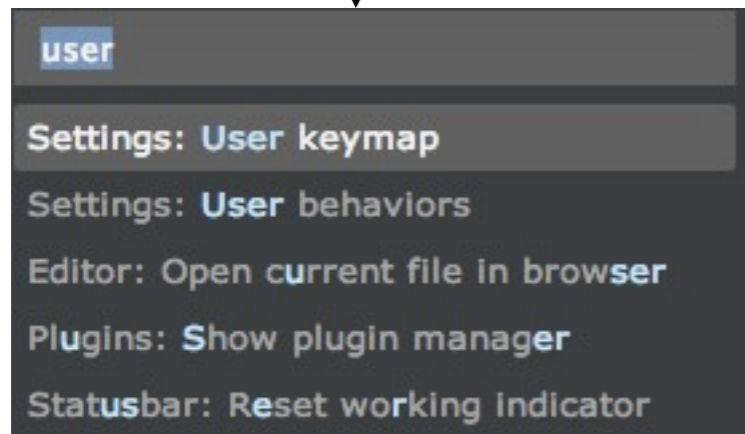 user
Settings: User keymap
Settings: User behaviors
Editor: Open current file in browser
Plugins: Show plugin manager
Statusbar: Reset working indicator